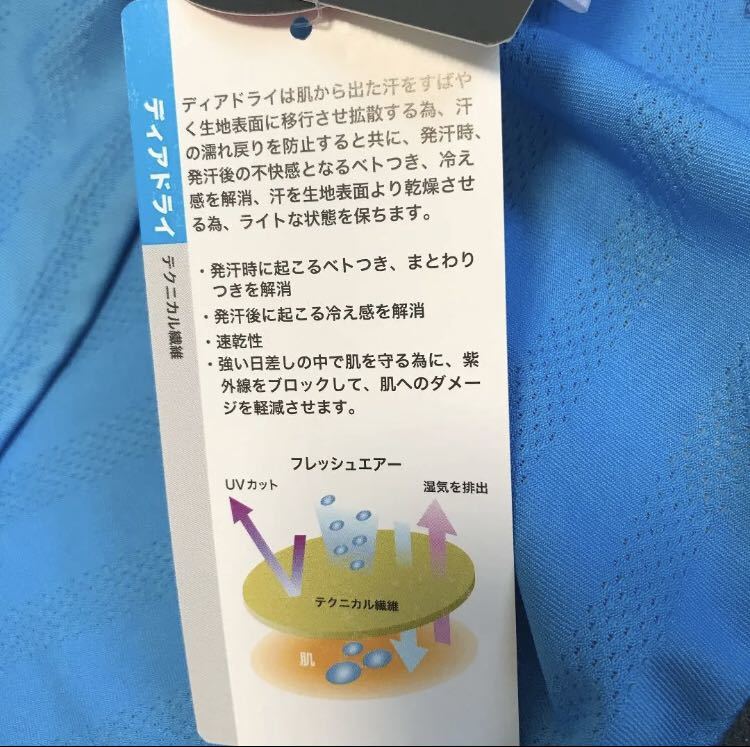 ディアドライ
テクニカル繊維
ディアドライは肌から出た汗をすばや
く生地表面に移行させ拡散する為、汗
の濡れ戻りを防止すると共に、発汗時、
発汗後の不快感となるベトつき、冷え
感を解消、汗を生地表面より乾燥させ
る為、ライトな状態を保ちます。
・発汗時に起こるベトつき、まとわり
つきを解消
・発汗後に起こる冷え感を解消
・速乾性
・強い日差しの中で肌を守る為に、紫
外線をブロックして、肌へのダメー
ジを軽減させます。
フレッシュエアー
UVカット
湿気を排出
テクニカル繊維
肌